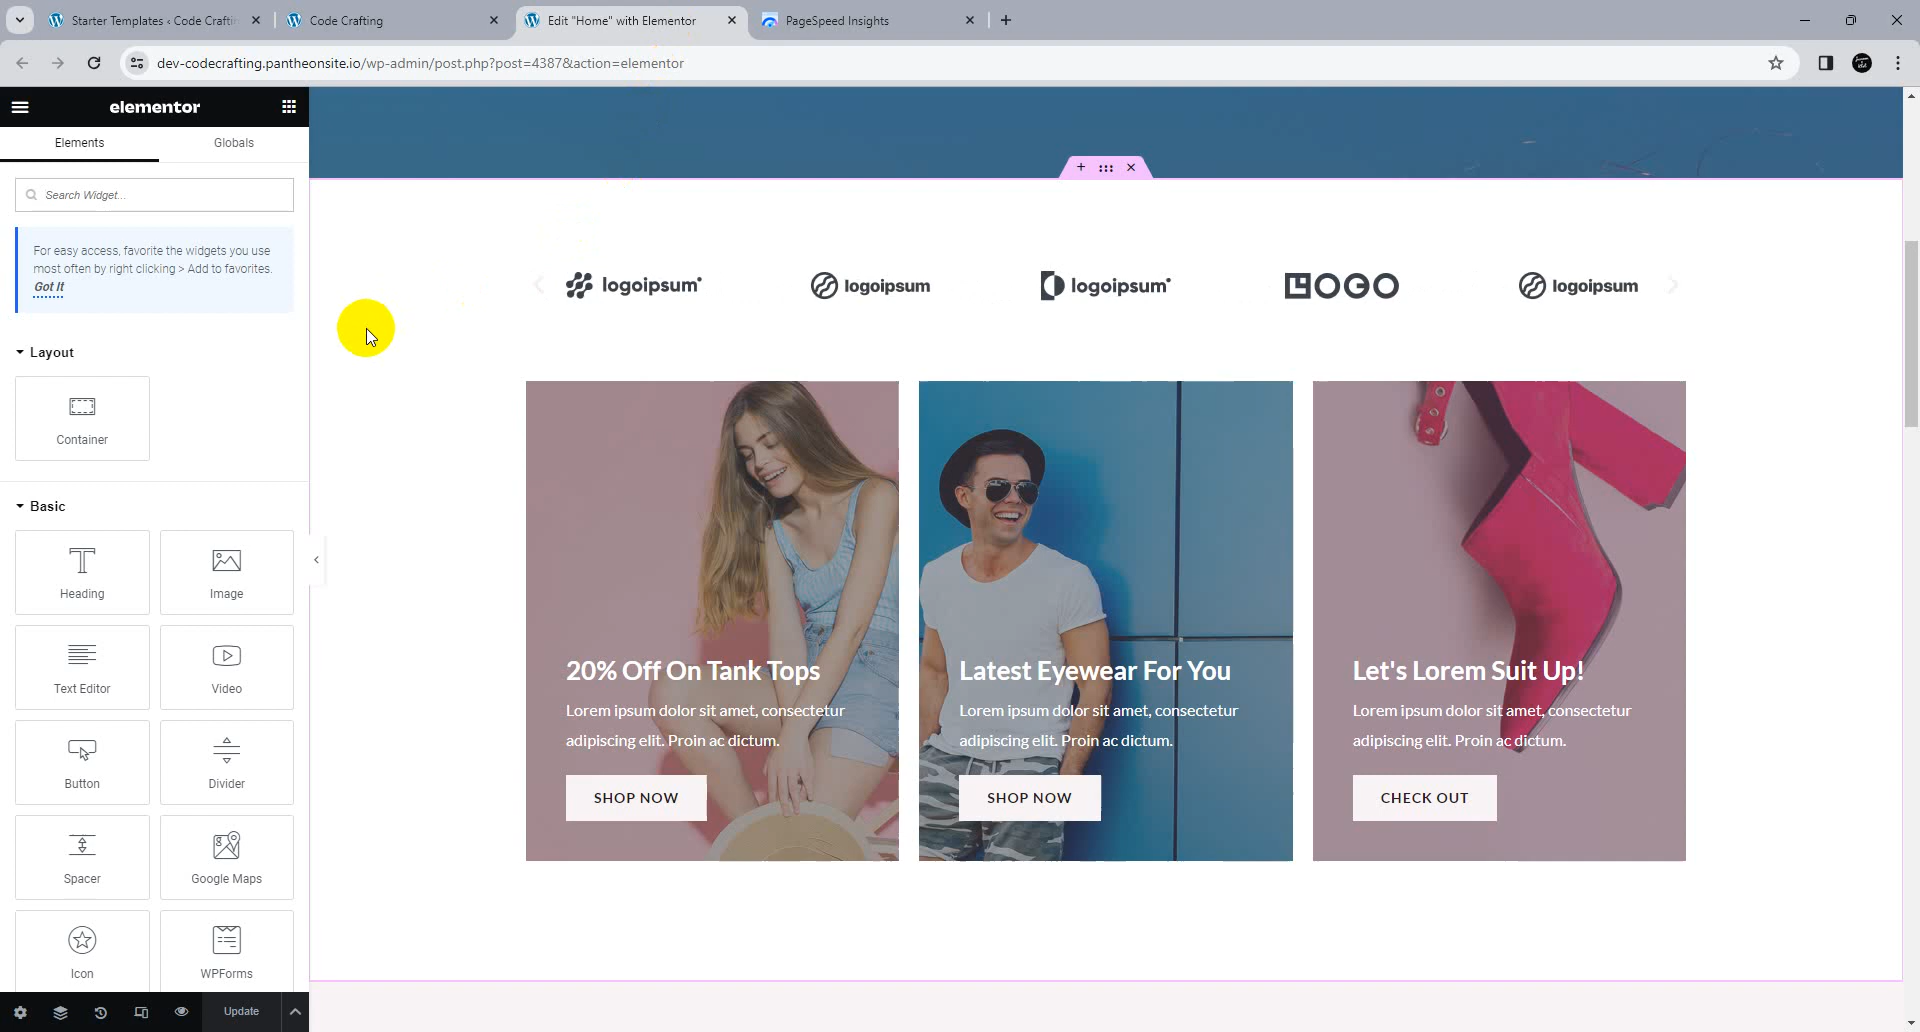 Starter Templates ‹ Code Craftin
Code Crafting
Edit "Home" with Elementor
PageSpeed Insights
dev-codecrafting.pantheonsite.io/wp-admin/post.php?post=4387&action=elementor
elementor
Elements
Globals
Search Widget...
For easy access, favorite the widgets you use
most often by right clicking > Add to favorites.
Got It
Layout
Container
Basic
Heading
Image
Text Editor
Video
Button
Divider
Spacer
Google Maps
Icon
WPForms
Update
logoipsum
logoipsum
logoipsum
LOGO
logoipsum
20% Off On Tank Tops
Lorem ipsum dolor sit amet, consectetur
adipiscing elit. Proin ac dictum.
SHOP NOW
Latest Eyewear For You
Lorem ipsum dolor sit amet, consectetur
adipiscing elit. Proin ac dictum.
SHOP NOW
Let's Lorem Suit Up!
Lorem ipsum dolor sit amet, consectetur
adipiscing elit. Proin ac dictum.
CHECK OUT